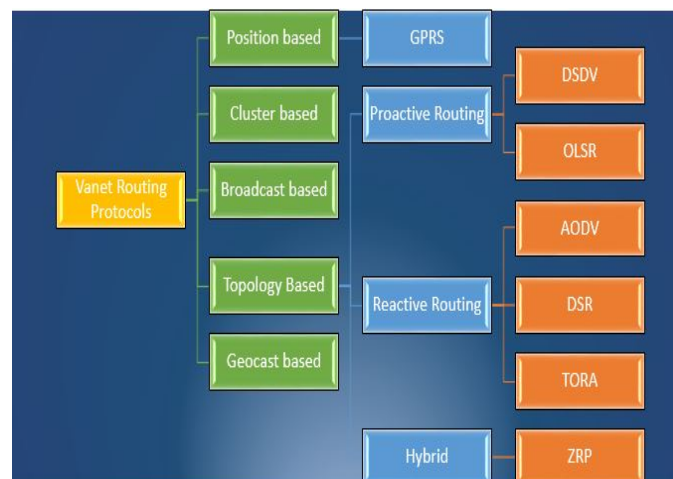 Position based
GPRS
DSDV
Cluster based
Proactive Routing
OLSR
Vanet Routing
Protocols
Broadcast based
AODV
Topology Based
Reactive Routing
DSR
Geocast based
TORA
Hybrid
ZRP